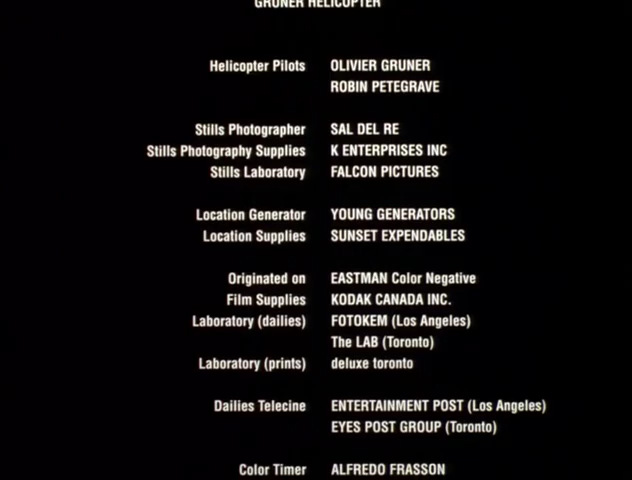 GRUNER HELICOPTER
Helicopter Pilots OLIVIER GRUNER
ROBIN PETEGRAVE
Stills Photographer SAL DEL RE
Stills Photography Supplies K ENTERPRISES INC
Stills Laboratory FALCON PICTURES
Location Generator YOUNG GENERATORS
Location Supplies SUNSET EXPENDABLES
Originated on EASTMAN Color Negative
Film Supplies KODAK CANADA INC.
Laboratory (dailies) FOTOKEM (Los Angeles)
The LAB (Toronto)
Laboratory (prints) deluxe toronto
Dailies Telecine ENTERTAINMENT POST (Los Angeles)
EYES POST GROUP (Toronto)
Color Timer ALFREDO FRASSON